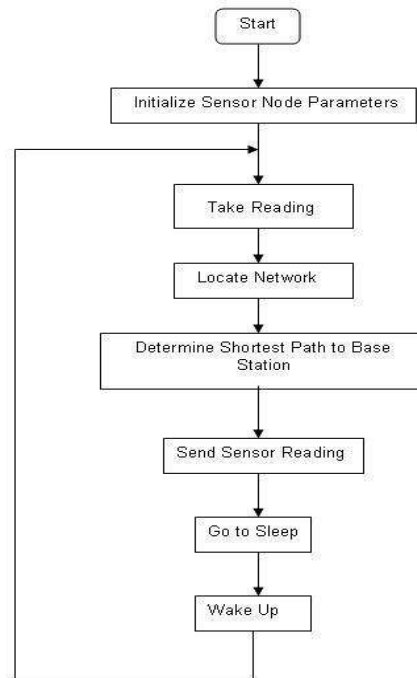 Start
Initialize Sensor Node Parameters
Take Reading
Locate Network
Determine Shortest Path to Base
Station
Send Sensor Reading
Go to Sleep
Wake Up